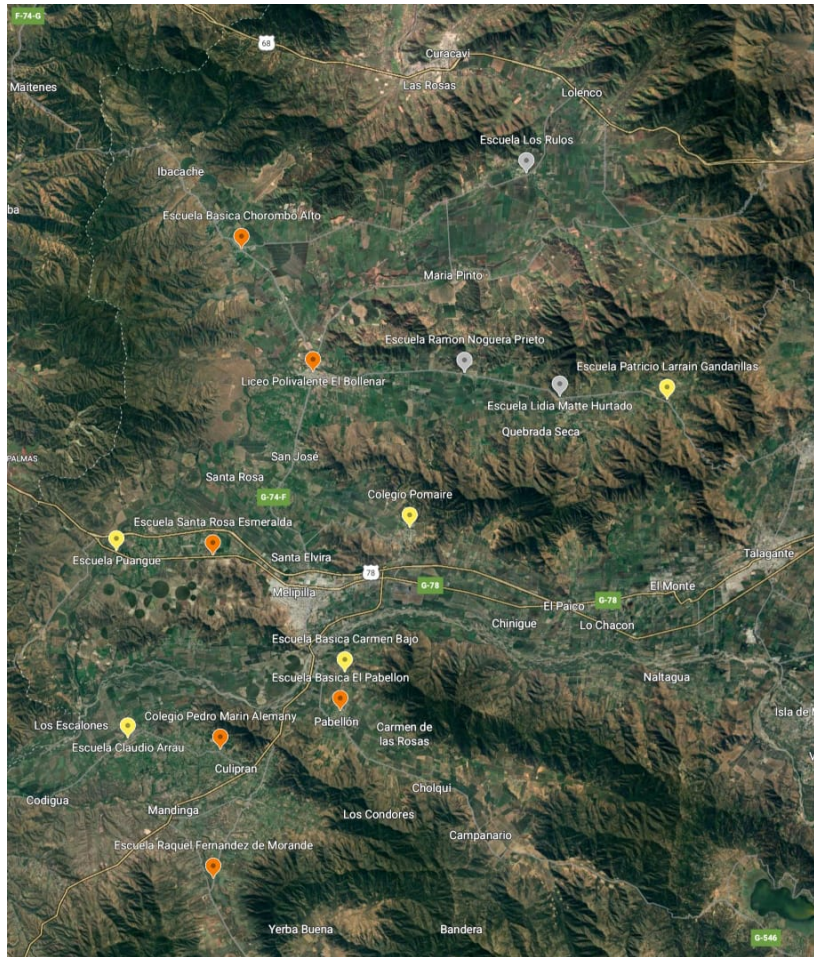 F-74-G
68
Curacavi
Maitenes
Las Rosas
Lolenco
Escuela Los Rulos
Ibacache
ba
Escuela Basica Chorombo Alto
Maria Pinto
Escuela Ramon Noguera Prieto
Escuela Patricio Larrain Gandarillas
Liceo Polivalente El Bollenar
Escuela Lidia Matte Hurtado
Quebrada Seca
San José
PALMAS
Santa Rosa
G-74-F
Colegio Pomaire
Escuela Santa Rosa Esmeralda
Escuela Puangue
Santa Elvira
Talagante
78
G-78
El Monte
Melipilla
G-78
El Paico
Chinigue
Lo Chacon
Escuela Basica Carmen Bajo
Escuela Basica El Pabellon
Naltagua
Isla de M
Colegio Pedro Marin Alemany
Los Escalones
Pabellón
Carmen de
las Rosas
Escuela Claudio Arrau
Culipran
Cholqui
Codigua
Mandinga
Los Condores
Campanario
Escuela Raquel Fernandez de Morande
Yerba Buena
Bandera
G-546